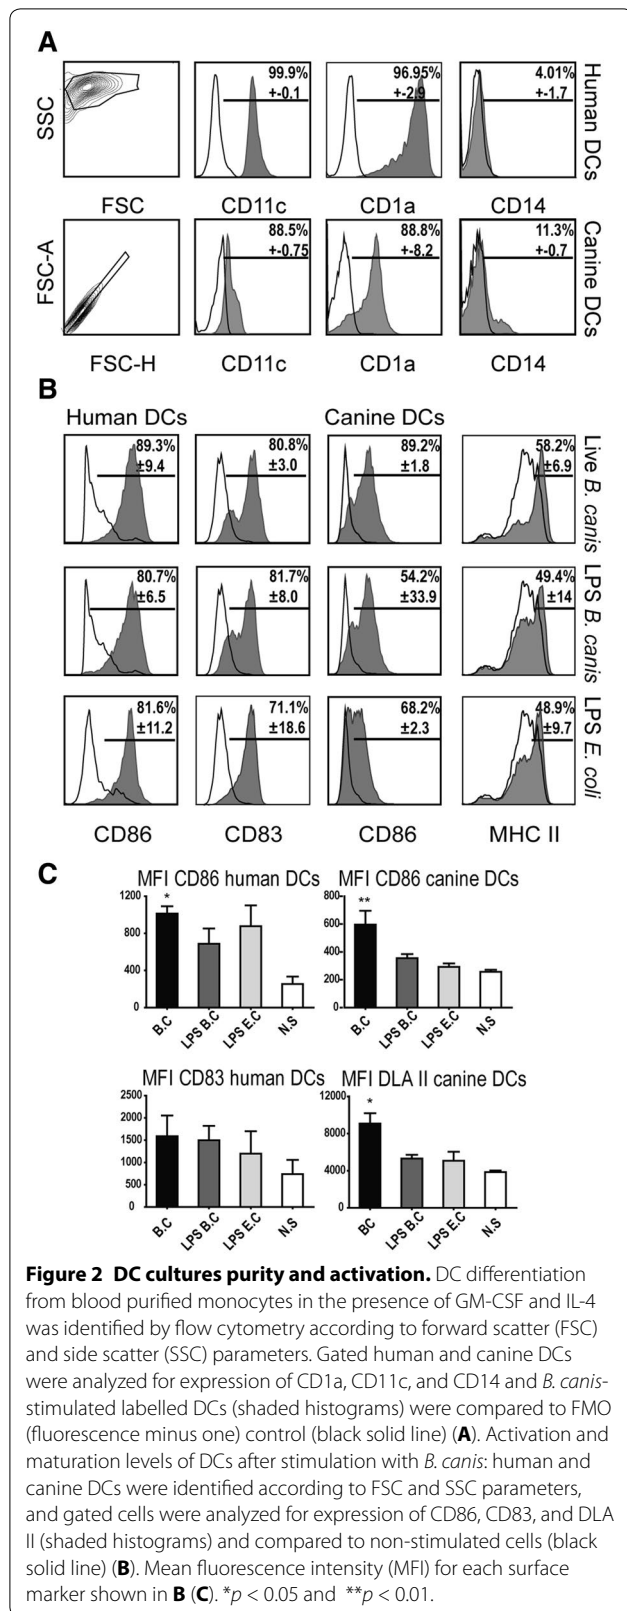 A
SSC
99.9%
+-0.1
96.95%
+-2.9
4.01%
+-1.7
Human DCs
FSC
CD11c
CD1a
CD14
FSC-A
88.5%
+-0.75
88.8%
+-8.2
11.3%
+-0.7
Canine DCs
FSC-H
CD11c
CD1a
CD14
B
Human DCs
Canine DCs
89.3%
±9.4
80.8%
±3.0
89.2%
±1.8
58.2%
±6.9
Live B. canis
80.7%
±6.5
81.7%
±8.0
54.2%
±33.9
49.4%
±14
LPS B. canis
81.6%
±11.2
71.1%
±18.6
68.2%
±2.3
48.9%
±9.7
LPS E. coli
CD86
CD83
CD86
MHC II
C
MFI CD86 human DCs
1200
800
400
0
*
B.C
LPS B.C
LPS E.C
N.S
MFI CD86 canine DCs
800
600
400
200
0
**
B.C
LPS B.C
LPS E.C
N.S
MFI CD83 human DCs
2500
2000
1500
1000
500
0
B.C
LPS B.C
LPS E.C
N.S
MFI DLA II canine DCs
12000
8000
4000
0
*
BC
LPS B.C
LPS E.C
N.S
Figure 2 DC cultures purity and activation. DC differentiation
from blood purified monocytes in the presence of GM-CSF and IL-4
was identified by flow cytometry according to forward scatter (FSC)
and side scatter (SSC) parameters. Gated human and canine DCs
were analyzed for expression of CD1a, CD11c, and CD14 and B. canis-
stimulated labelled DCs (shaded histograms) were compared to FMO
(fluorescence minus one) control (black solid line) (A). Activation and
maturation levels of DCs after stimulation with B. canis: human and
canine DCs were identified according to FSC and SSC parameters,
and gated cells were analyzed for expression of CD86, CD83, and DLA
II (shaded histograms) and compared to non-stimulated cells (black
solid line) (B). Mean fluorescence intensity (MFI) for each surface
marker shown in B (C). *p < 0.05 and **p < 0.01.